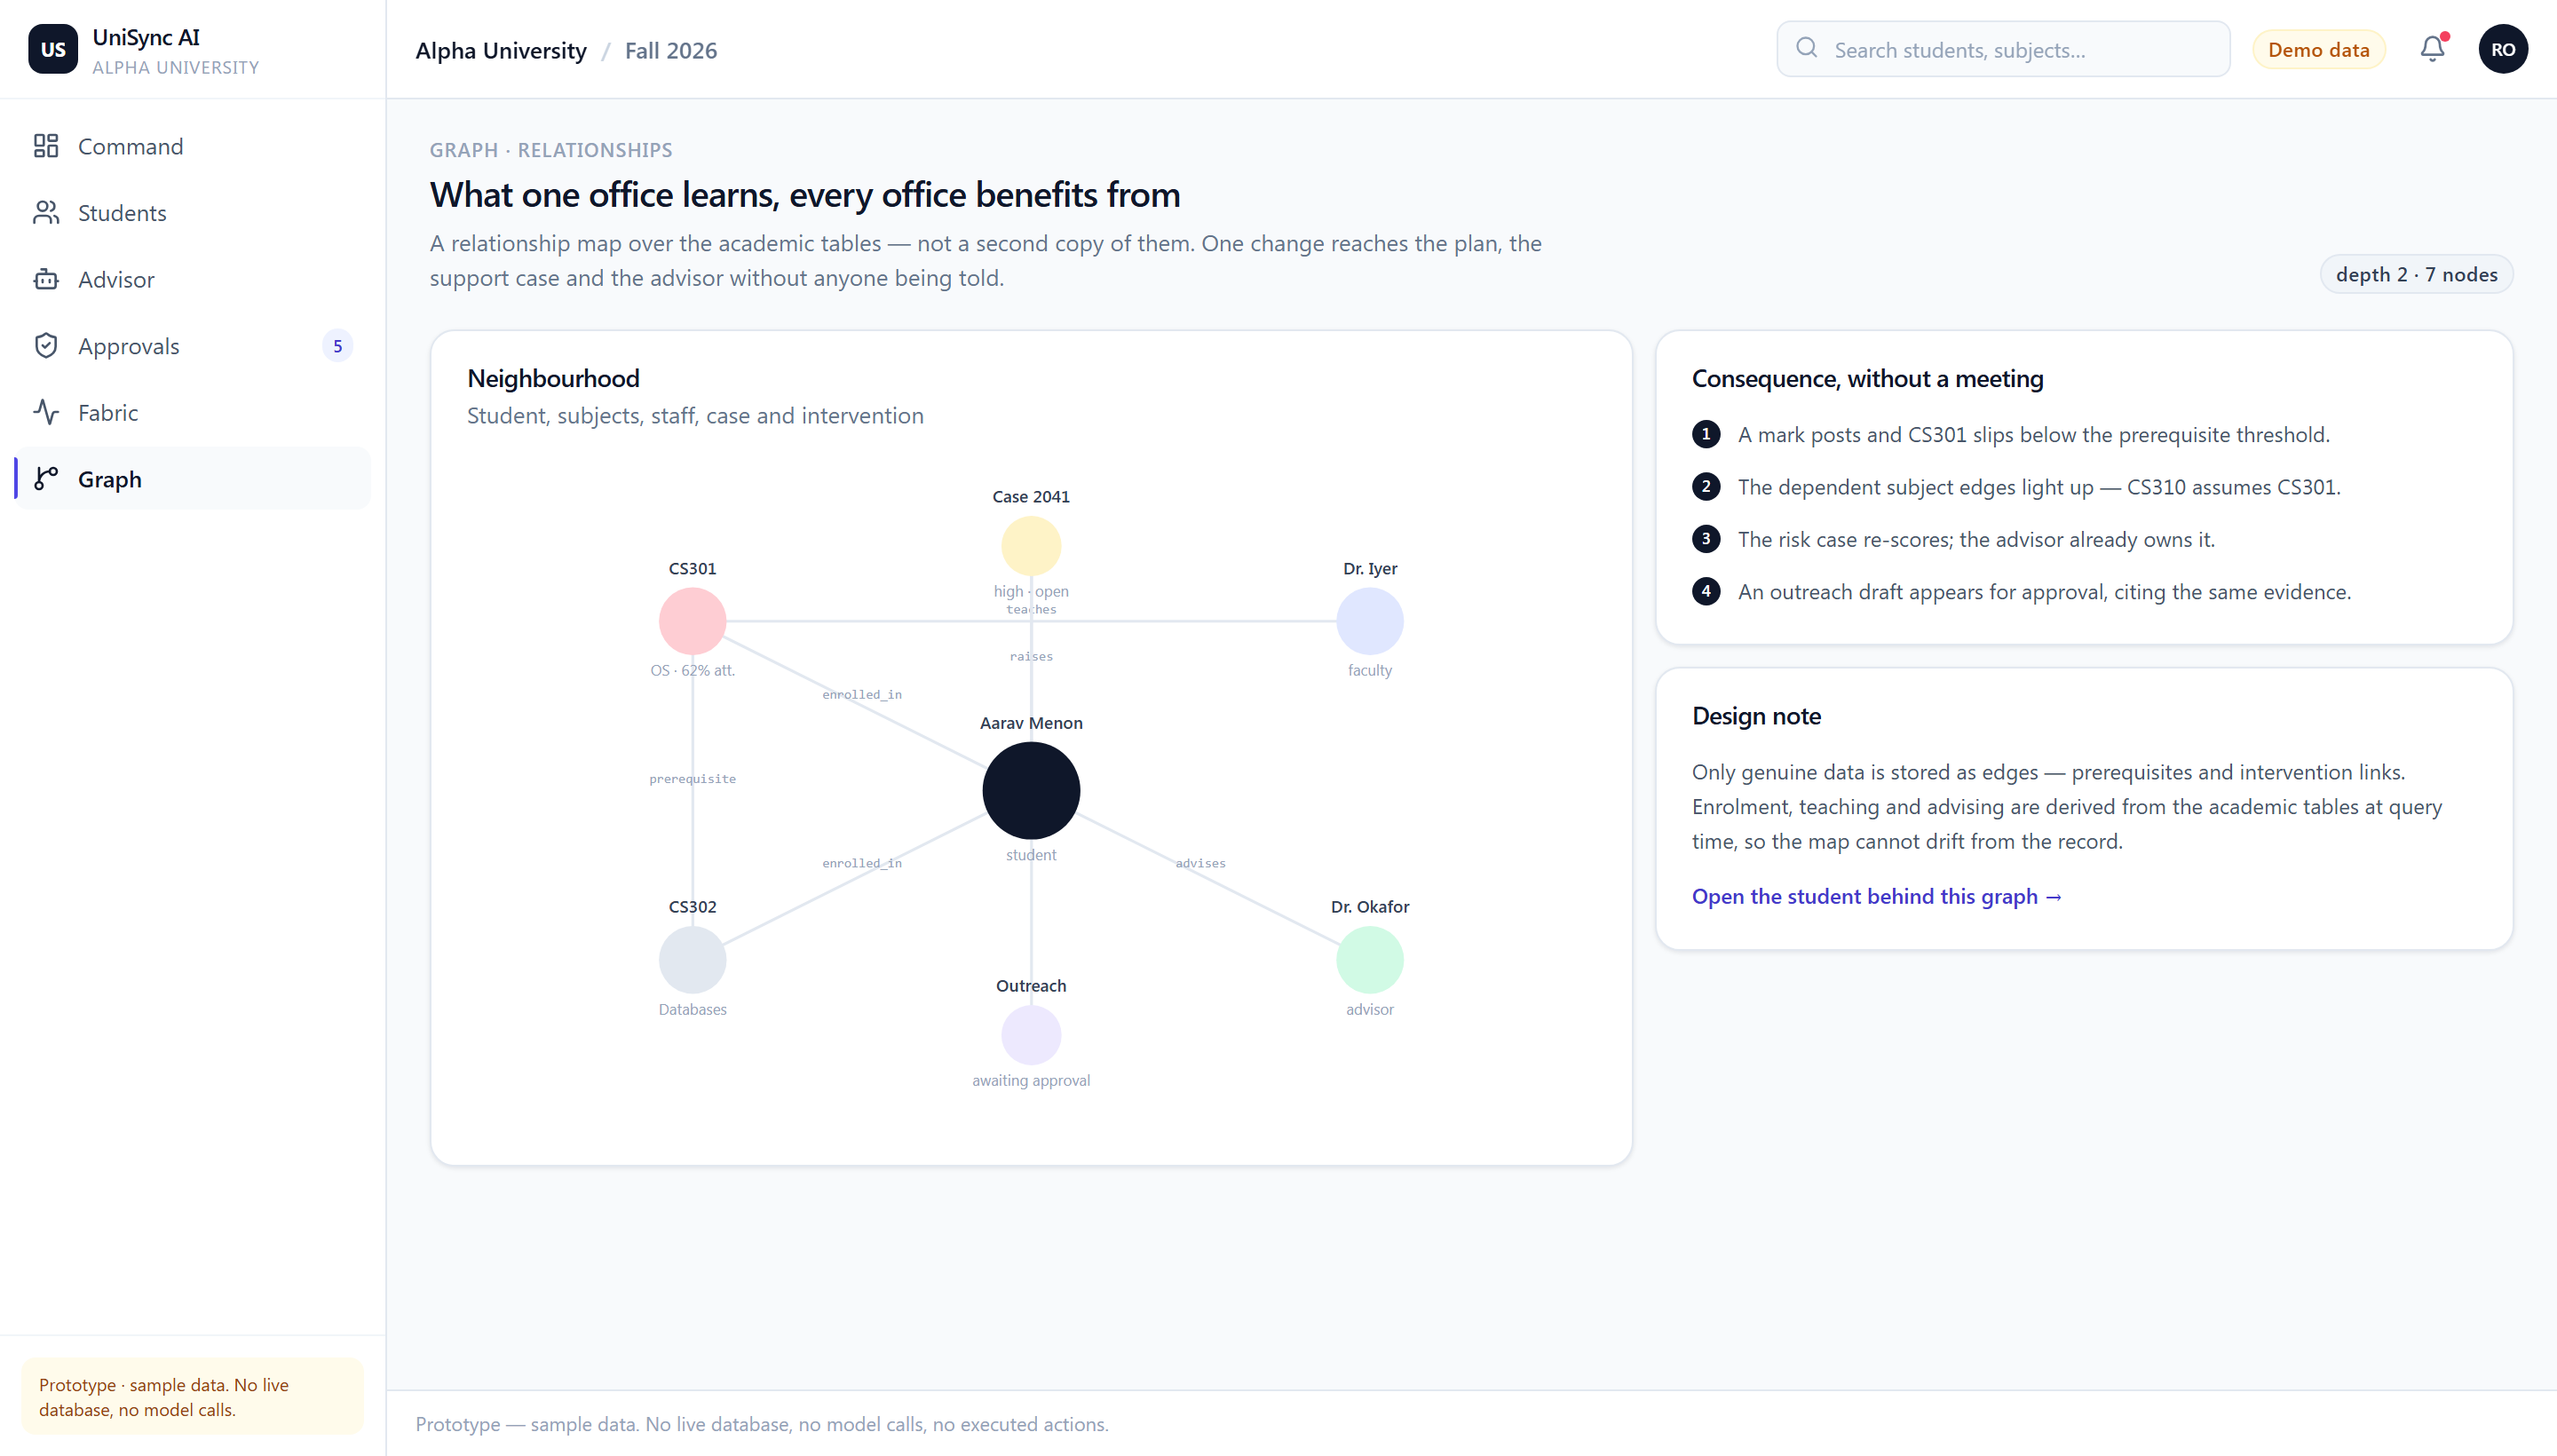 US
UniSync AI
ALPHA UNIVERSITY
Command
Students
Advisor
Approvals
5
Fabric
Graph
Prototype · sample data. No live
database, no model calls.
Alpha University / Fall 2026
Search students, subjects...
Demo data
RO
GRAPH · RELATIONSHIPS
What one office learns, every office benefits from
A relationship map over the academic tables — not a second copy of them. One change reaches the plan, the
support case and the advisor without anyone being told.
depth 2 · 7 nodes
Neighbourhood
Student, subjects, staff, case and intervention
Case 2041
high · open
CS301
OS · 62% att.
teaches
Dr. Iyer
faculty
raises
enrolled_in
Aarav Menon
student
prerequisite
enrolled_in
advises
CS302
Databases
Dr. Okafor
advisor
Outreach
awaiting approval
Consequence, without a meeting
1 A mark posts and CS301 slips below the prerequisite threshold.
2 The dependent subject edges light up — CS310 assumes CS301.
3 The risk case re-scores; the advisor already owns it.
4 An outreach draft appears for approval, citing the same evidence.
Design note
Only genuine data is stored as edges — prerequisites and intervention links.
Enrolment, teaching and advising are derived from the academic tables at query
time, so the map cannot drift from the record.
Open the student behind this graph →
Prototype — sample data. No live database, no model calls, no executed actions.